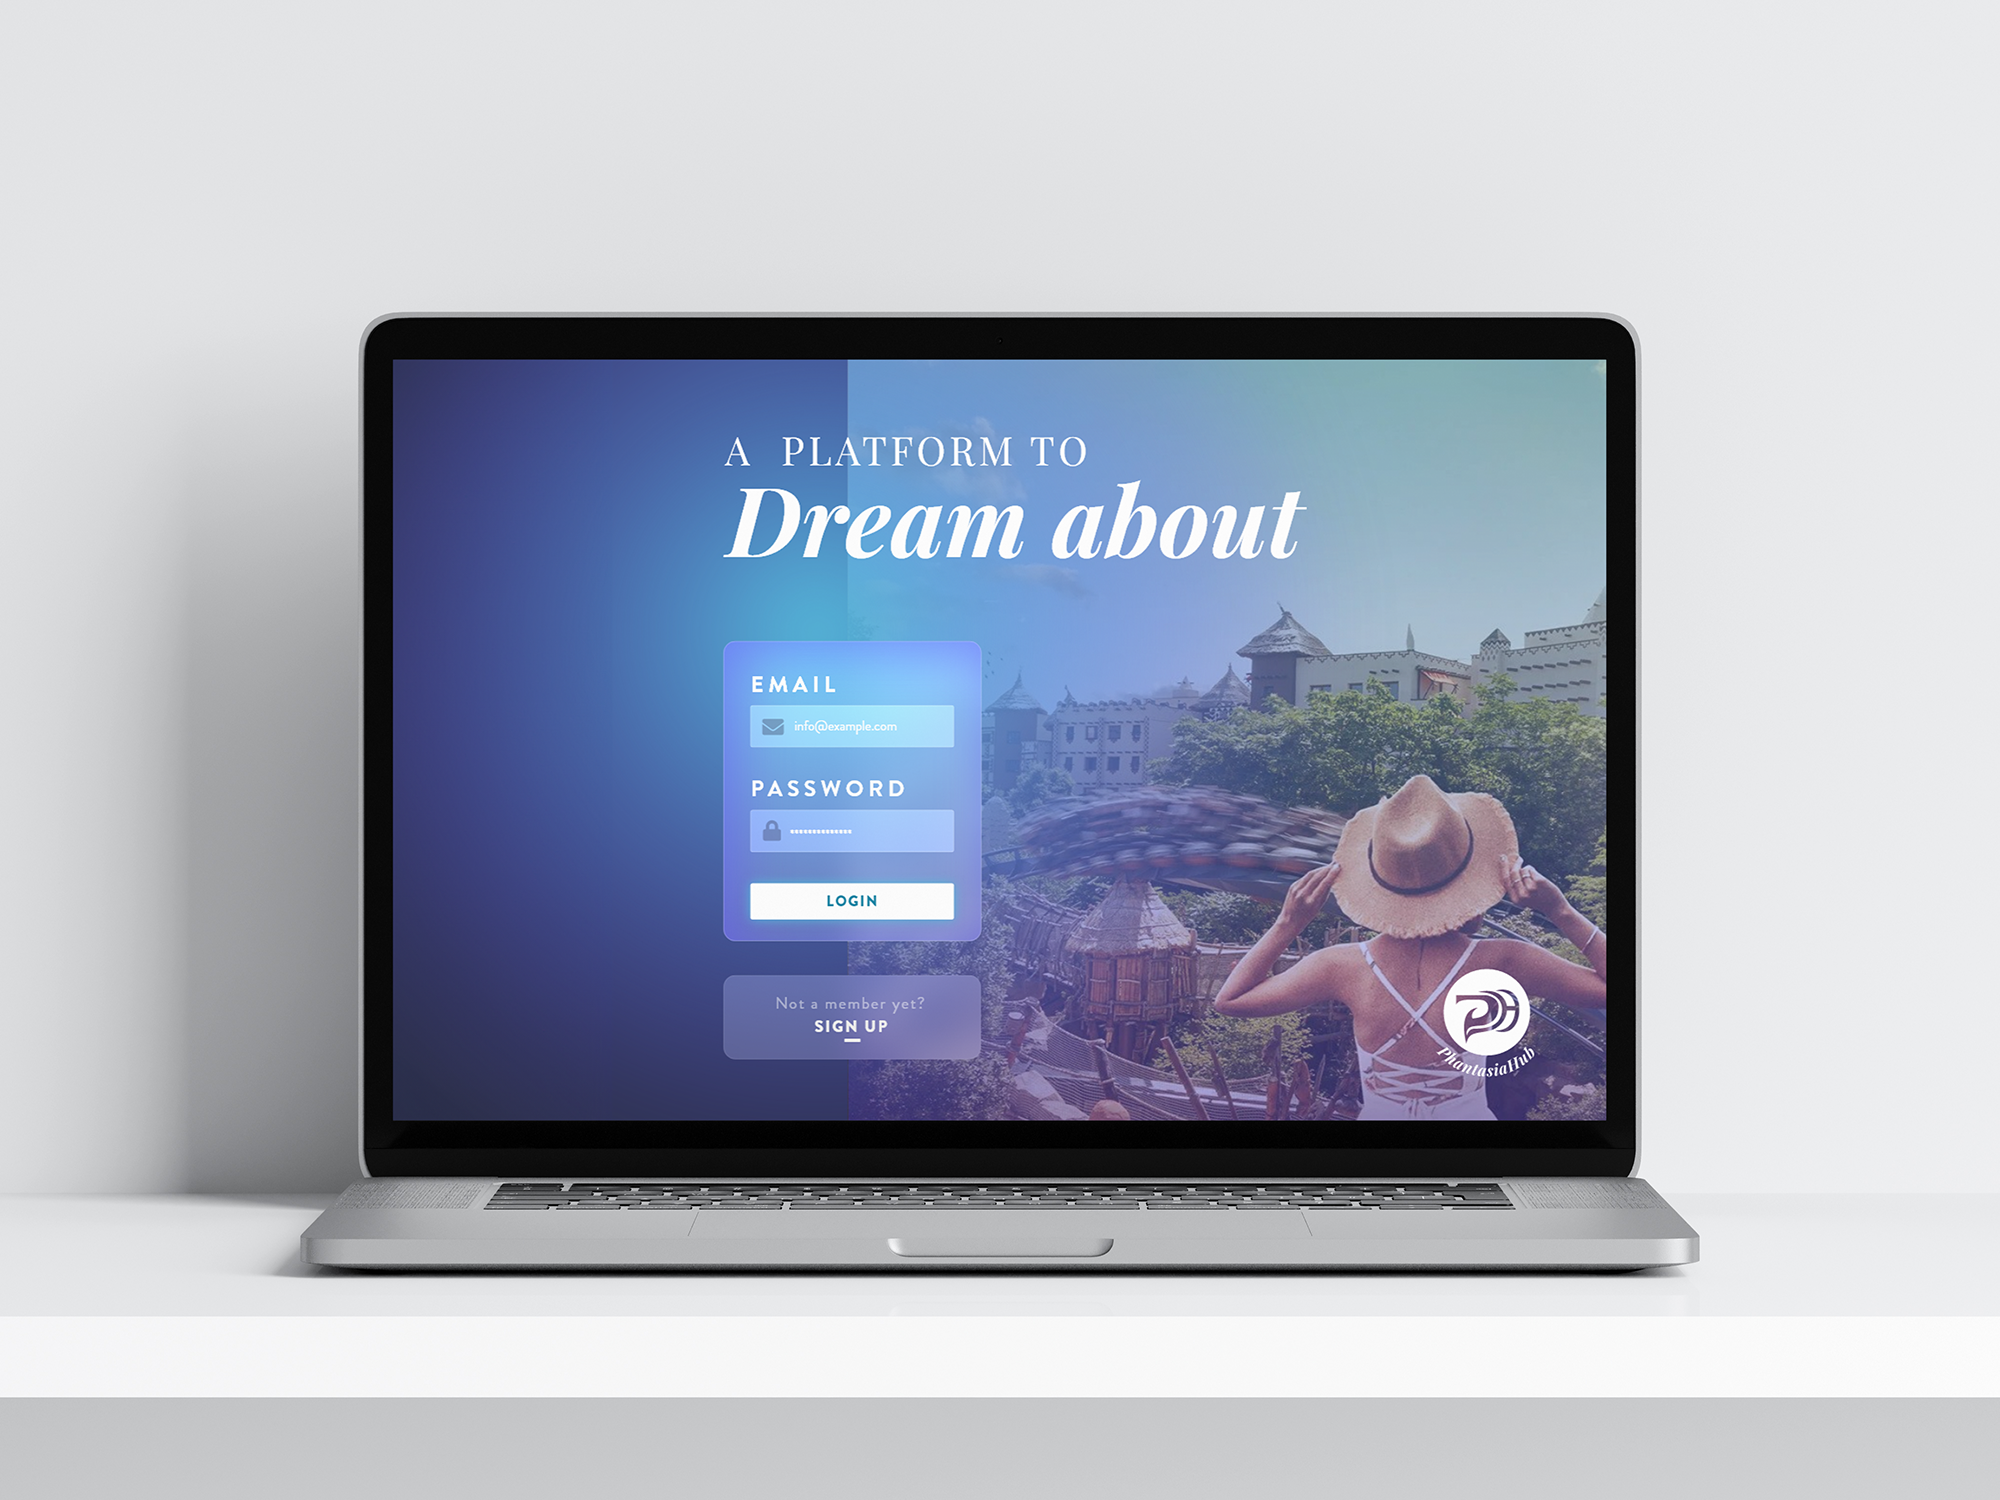 A PLATFORM TO
Dream about
EMAIL
info@example.com
PASSWORD
LOGIN
Not a member yet?
SIGN UP
PH
PhantasiaHub